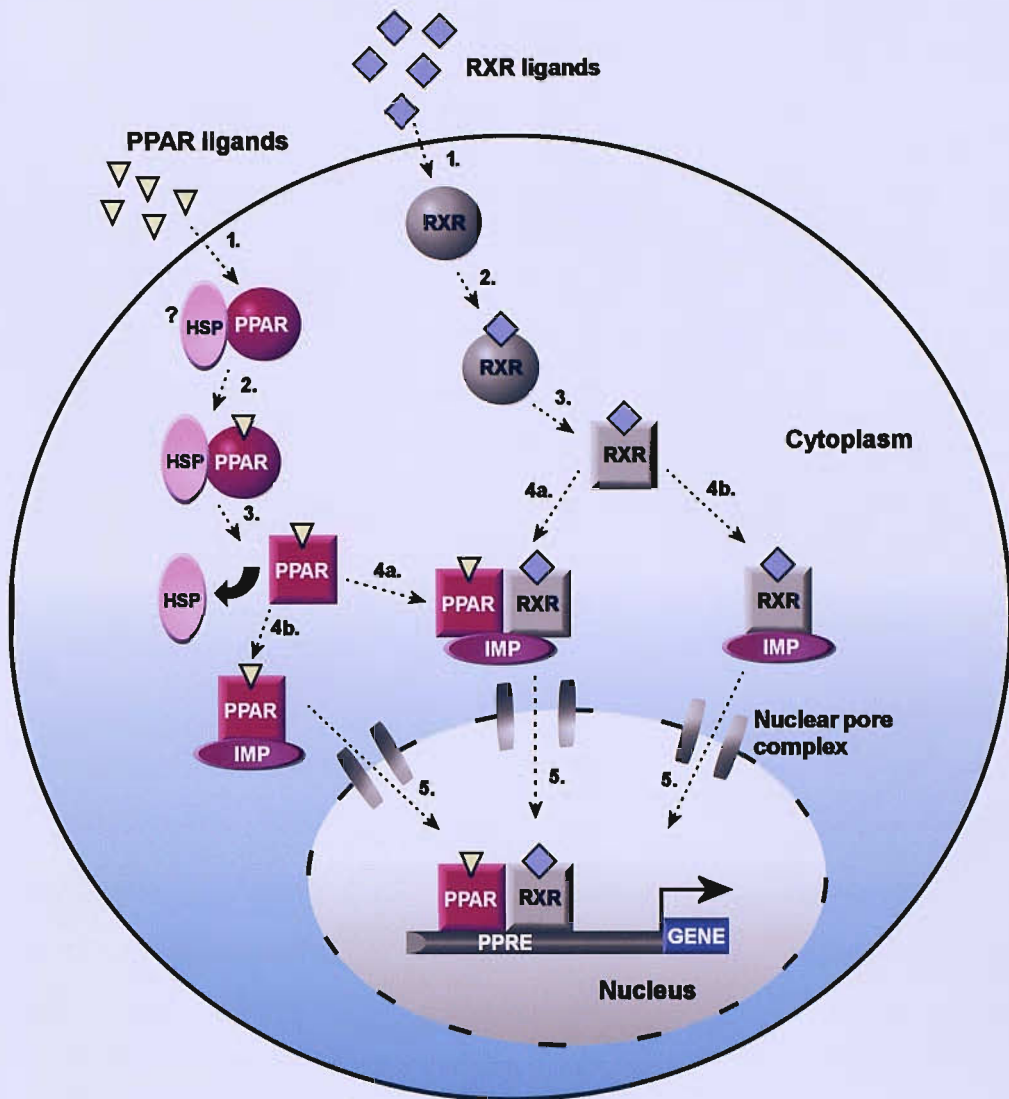 RXR ligands
PPAR ligands
1.
1.
RXR
2.
?
HSP
PPAR
RXR
2.
3.
HSP
PPAR
RXR
Cytoplasm
3.
4a.
4b.
PPAR
4a.
HSP
PPAR
RXR
RXR
4b.
IMP
IMP
PPAR
IMP
Nuclear pore
complex
5.
5.
5.
PPAR
RXR
PPRE
GENE
Nucleus